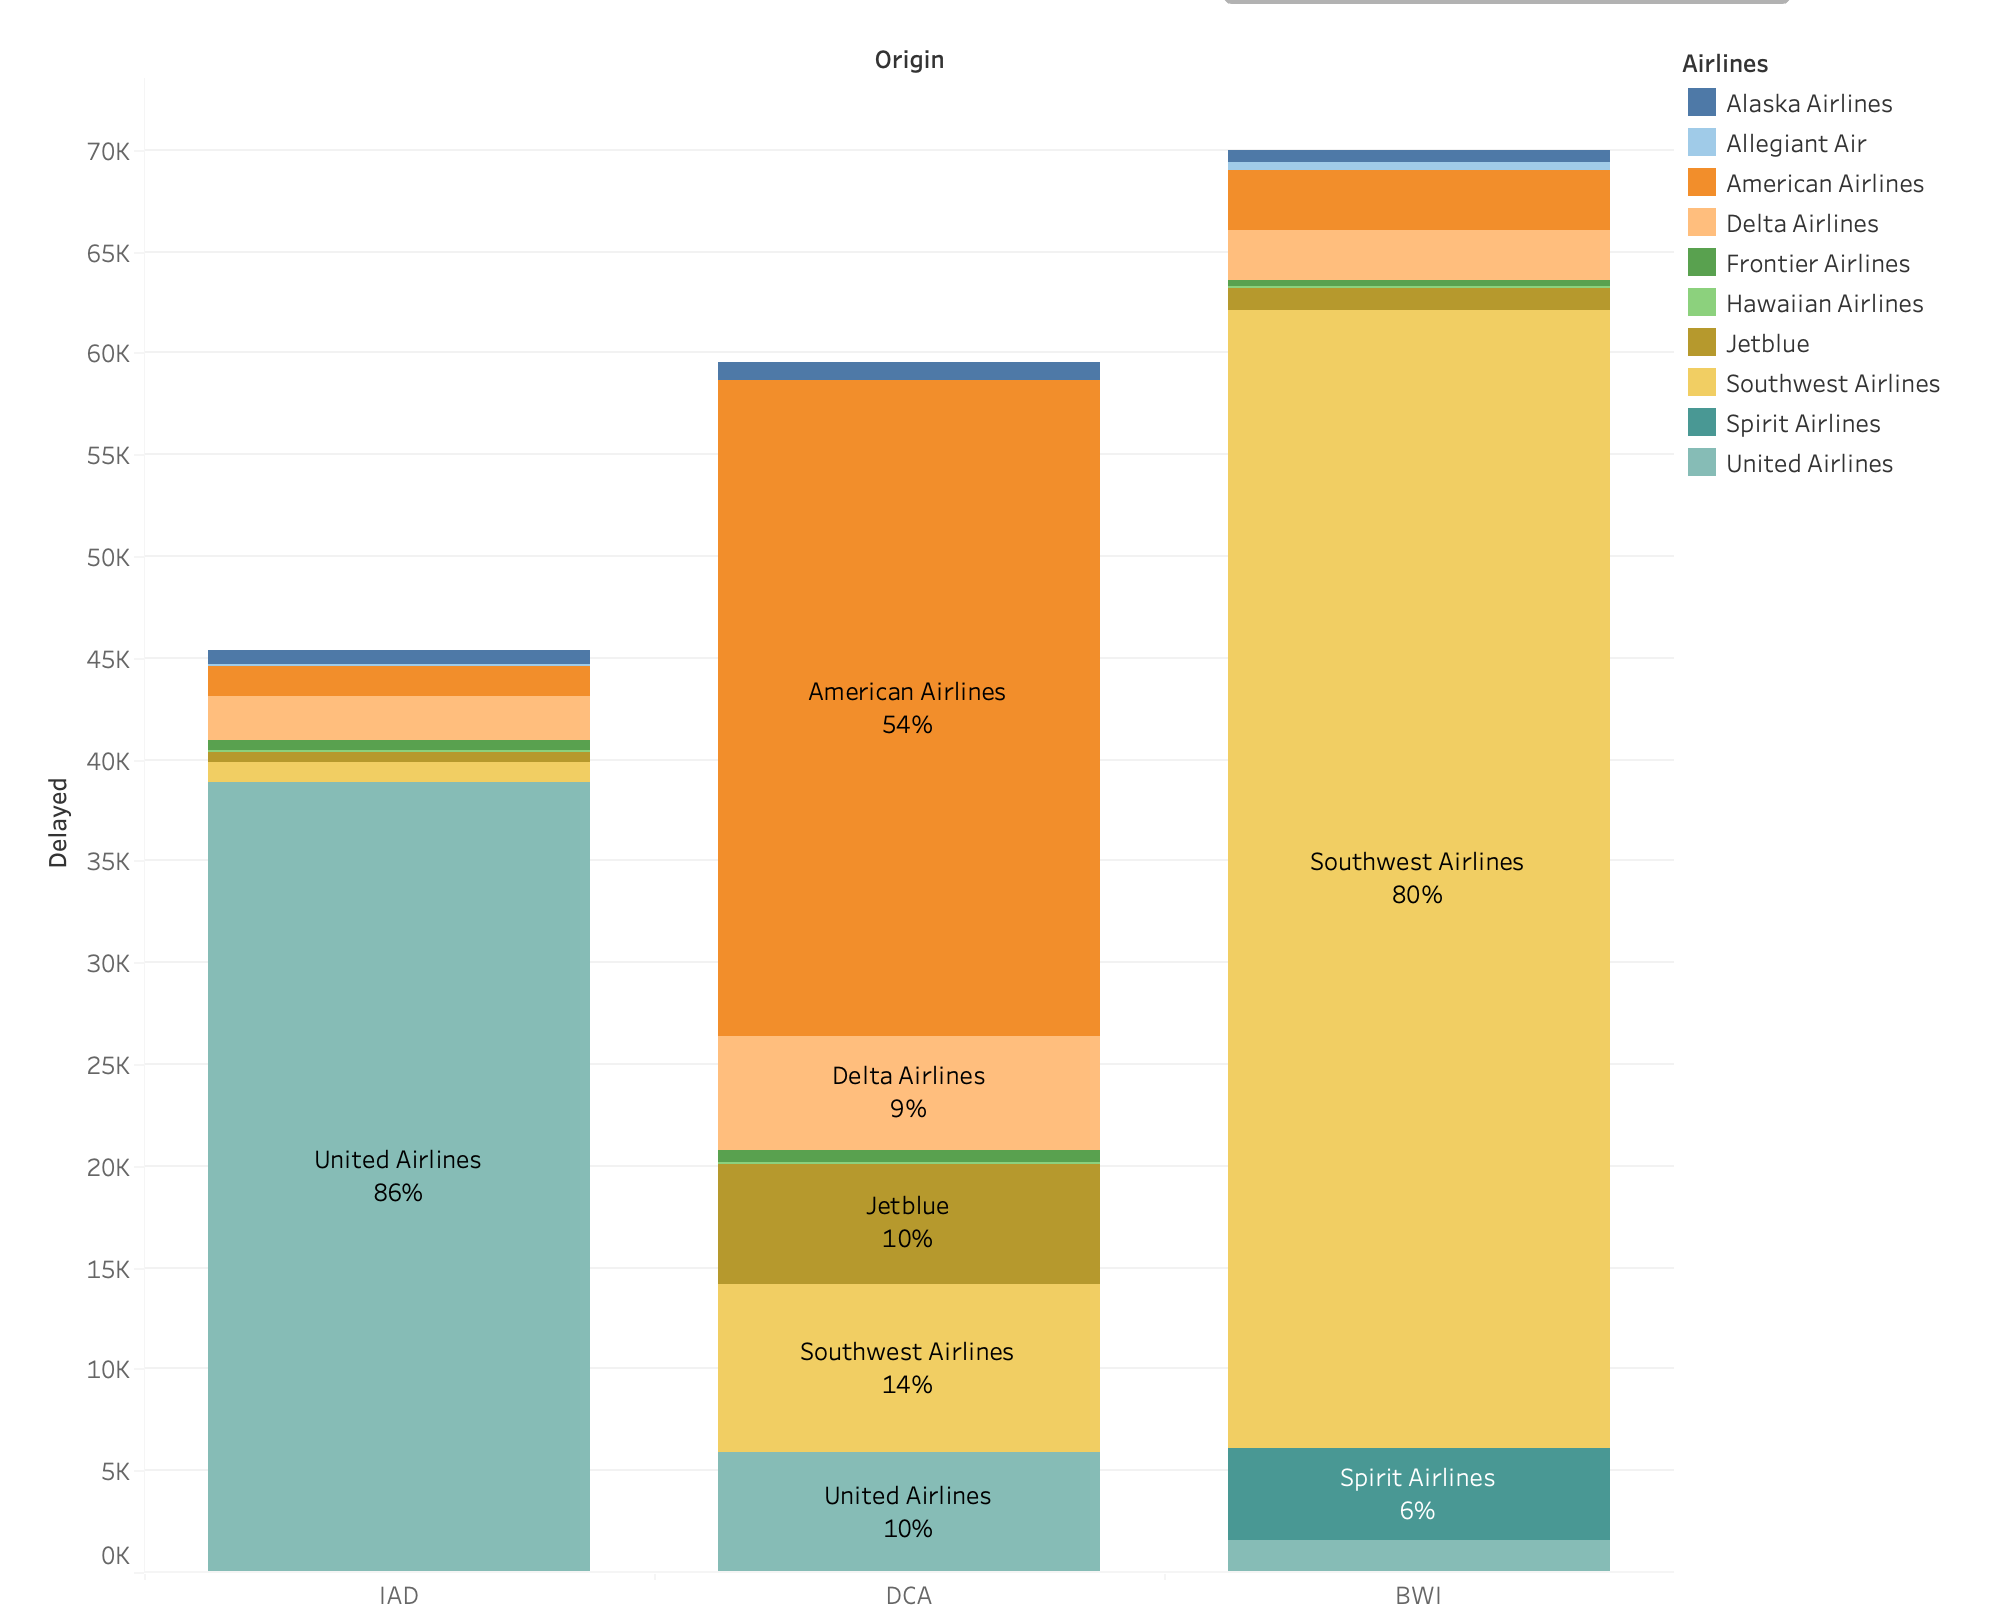 Origin
Airlines
Alaska Airlines
Allegiant Air
American Airlines
Delta Airlines
Frontier Airlines
Hawaiian Airlines
Jetblue
Southwest Airlines
Spirit Airlines
United Airlines
Delayed
70K
65K
60K
55K
50K
45K
40K
35K
30K
25K
20K
15K
10K
5K
0K
United Airlines
86%
American Airlines
54%
Delta Airlines
9%
Jetblue
10%
Southwest Airlines
14%
United Airlines
10%
Southwest Airlines
80%
Spirit Airlines
6%
IAD
DCA
BWI